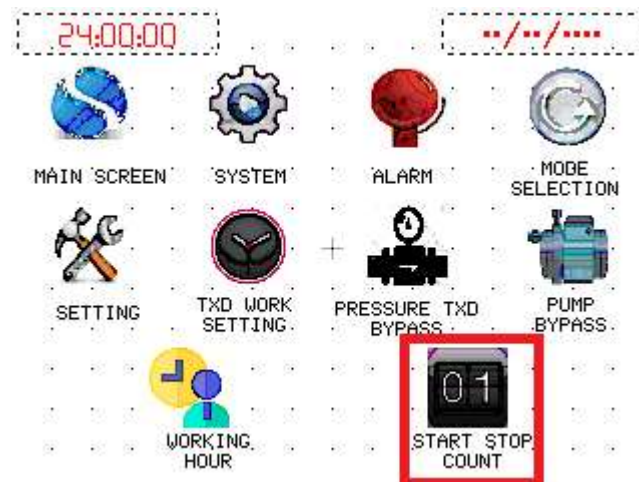 24:00:00
**/**/****
MAIN SCREEN
SYSTEM
ALARM
MODE
SELECTION
SETTING
TXD WORK
SETTING
PRESSURE TXD
BYPASS
PUMP
BYPASS
WORKING
HOUR
01
START STOP
COUNT